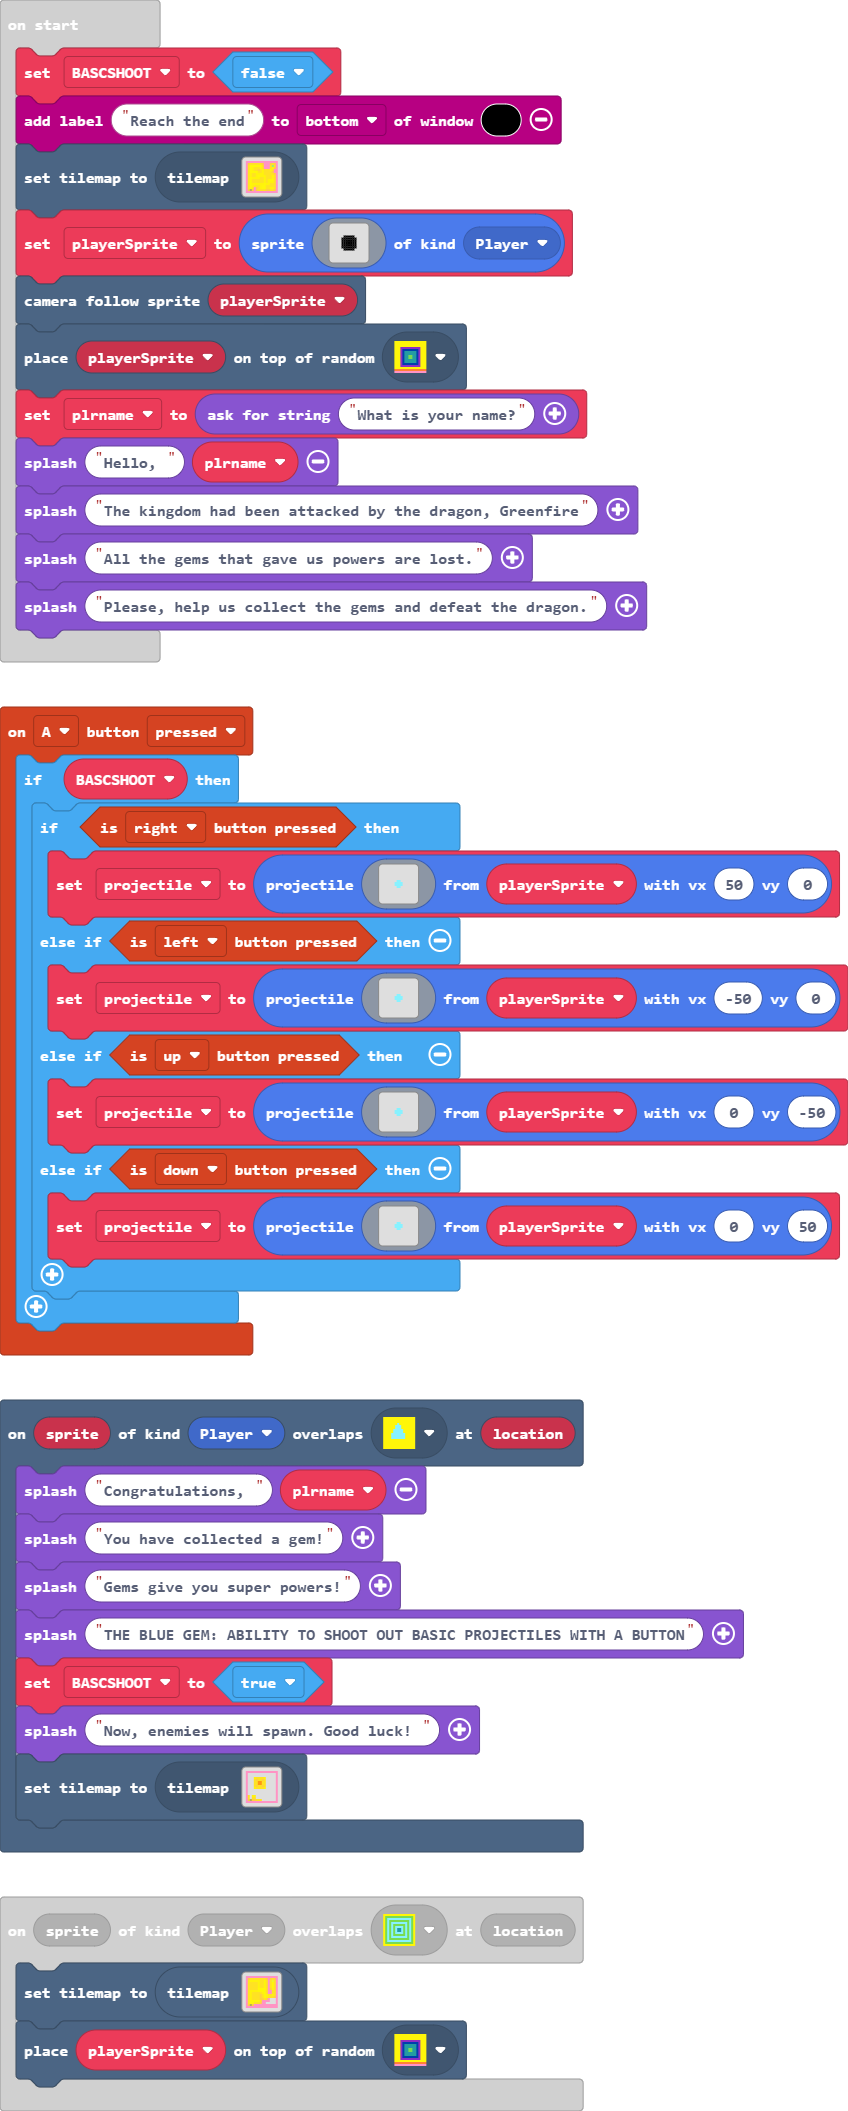 on start
set BASCSHOOT to false
add label "Reach the end" to bottom of window
set tilemap to tilemap
set playerSprite to sprite of kind Player
camera follow sprite playerSprite
place playerSprite on top of random
set plrname to ask for string "What is your name?"
splash "Hello, " plrname
splash "The kingdom had been attacked by the dragon, Greenfire"
splash "All the gems that gave us powers are lost."
splash "Please, help us collect the gems and defeat the dragon."
on A button pressed
if BASCSHOOT then
if is right button pressed then
set projectile to projectile from playerSprite with vx 50 vy 0
else if is left button pressed then
set projectile to projectile from playerSprite with vx -50 vy 0
else if is up button pressed then
set projectile to projectile from playerSprite with vx 0 vy -50
else if is down button pressed then
set projectile to projectile from playerSprite with vx 0 vy 50
on sprite of kind Player overlaps at location
splash "Congratulations, " plrname
splash "You have collected a gem!"
splash "Gems give you super powers!"
splash "THE BLUE GEM: ABILITY TO SHOOT OUT BASIC PROJECTILES WITH A BUTTON"
set BASCSHOOT to true
splash "Now, enemies will spawn. Good luck! "
set tilemap to tilemap
on sprite of kind Player overlaps at location
set tilemap to tilemap
place playerSprite on top of random